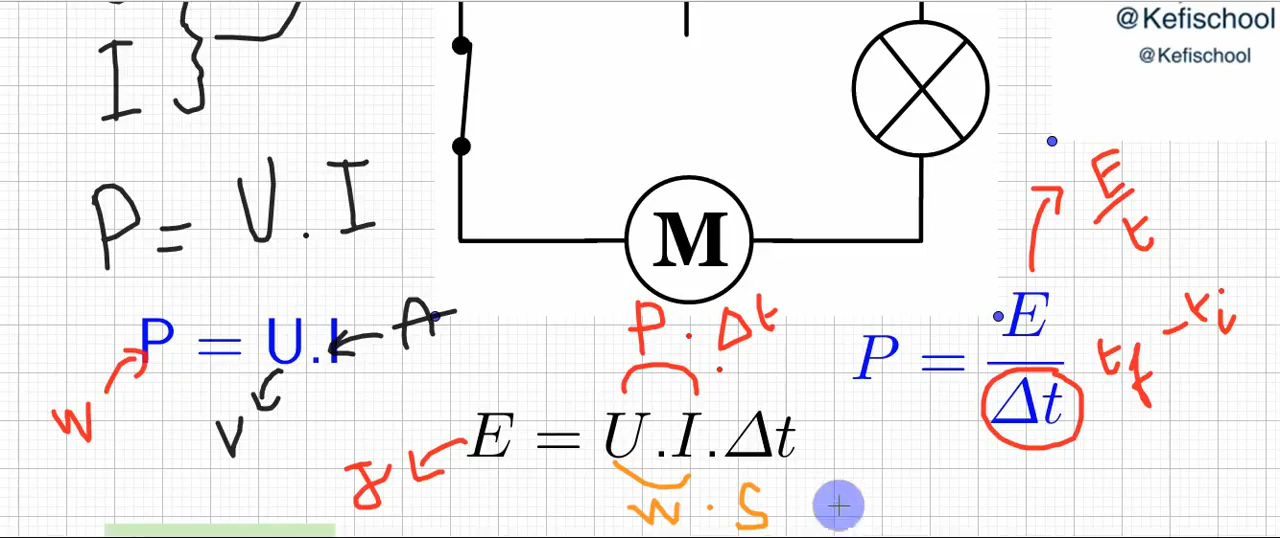 @Kefischool
@Kefischool
I
M
E/t
P = U.I
P = U.I
A
W
V
P . Δt
P = E/Δt
tf - ti
E = U.I.Δt
J
W . S